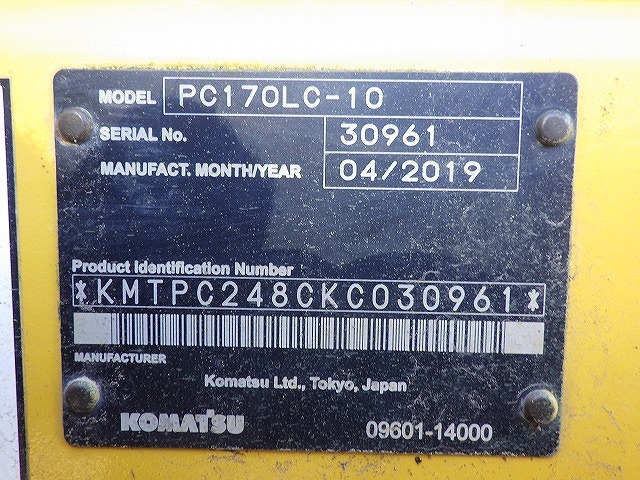 MODEL PC170LC-10
SERIAL No. 30961
MANUFACT. MONTH/YEAR 04/2019
Product Identification Number
*KMTPC248CKC030961*
MANUFACTURER
Komatsu Ltd., Tokyo, Japan
KOMATSU 09601-14000